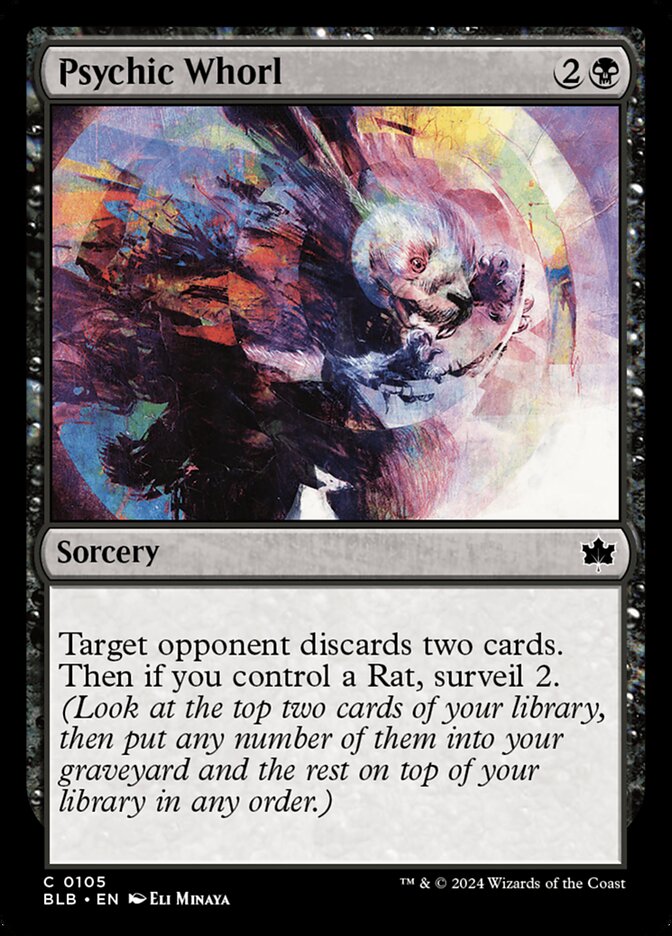 Psychic Whorl 2
Sorcery
Target opponent discards two cards.
Then if you control a Rat, surveil 2.
(Look at the top two cards of your library,
then put any number of them into your
graveyard and the rest on top of your
library in any order.)
C 0105
BLB • EN Eli Minaya
™ & © 2024 Wizards of the Coast